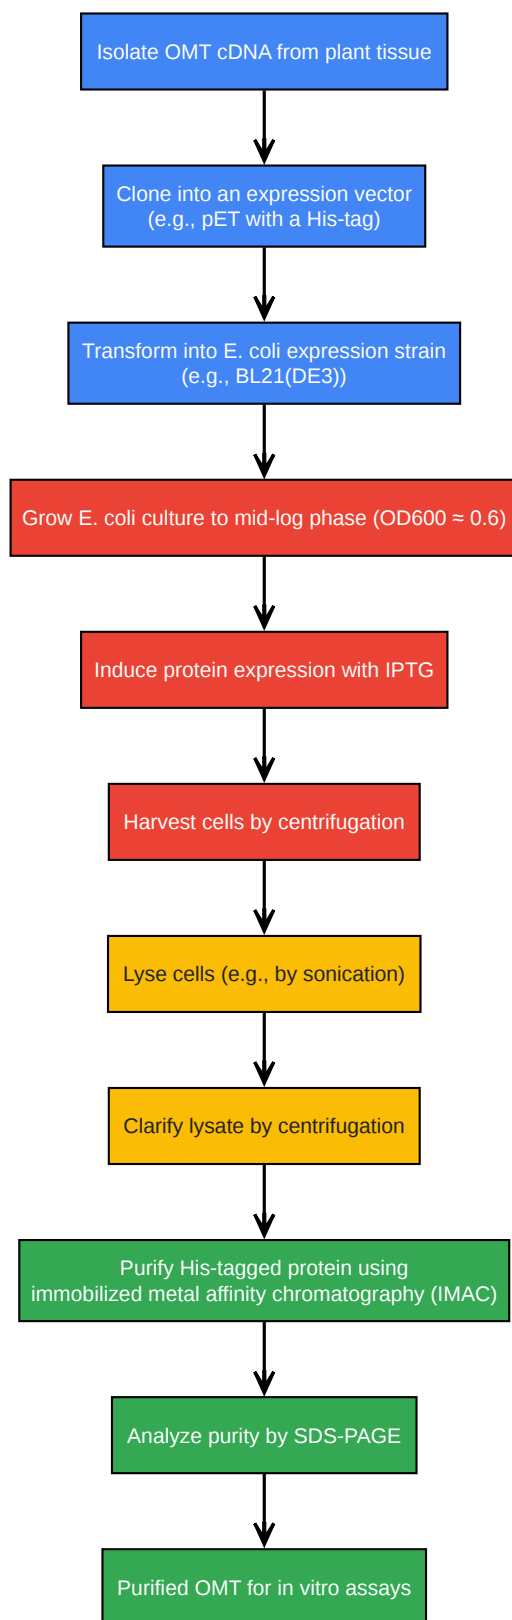 Isolate OMT cDNA from plant tissue
Clone into an expression vector
(e.g., pET with a His-tag)
Transform into E. coli expression strain
(e.g., BL21(DE3))
Grow E. coli culture to mid-log phase (OD600 ≈ 0.6)
Induce protein expression with IPTG
Harvest cells by centrifugation
Lyse cells (e.g., by sonication)
Clarify lysate by centrifugation
Purify His-tagged protein using
immobilized metal affinity chromatography (IMAC)
Analyze purity by SDS-PAGE
Purified OMT for in vitro assays